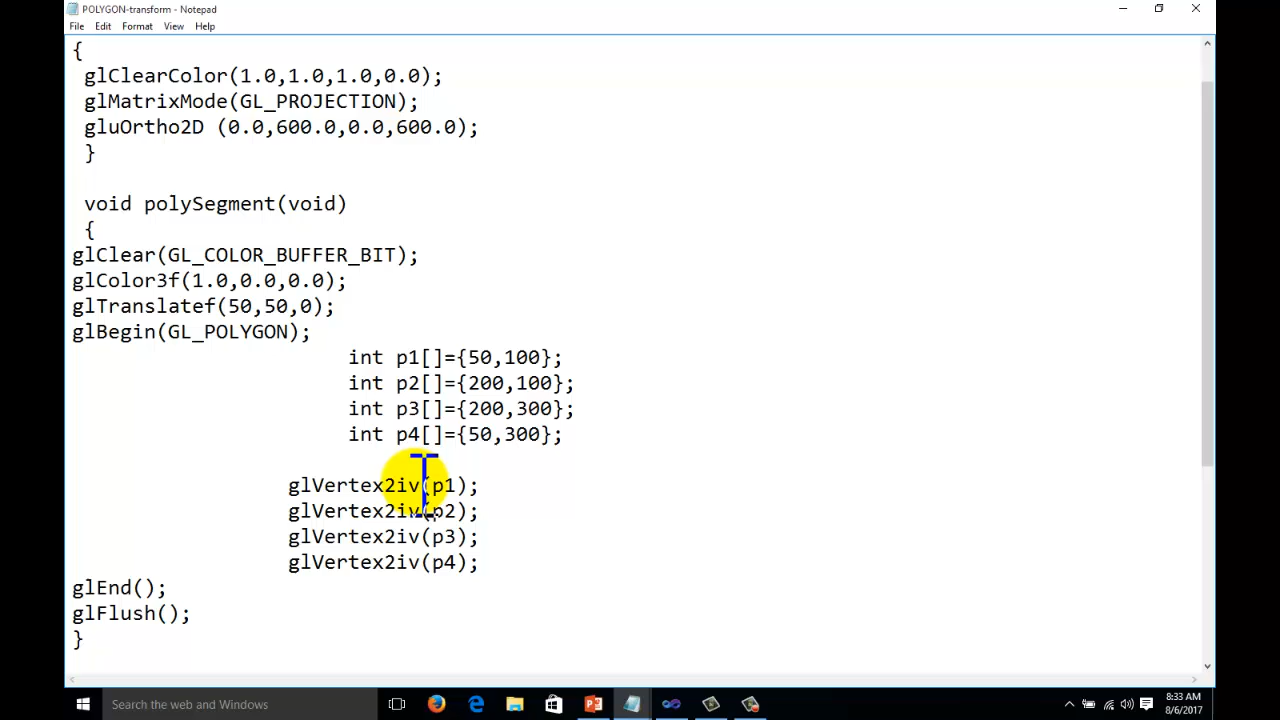 POLYGON-transform - Notepad
File Edit Format View Help
{
glClearColor(1.0,1.0,1.0,0.0);
glMatrixMode(GL_PROJECTION);
gluOrtho2D (0.0,600.0,0.0,600.0);
}
void polySegment(void)
{
glClear(GL_COLOR_BUFFER_BIT);
glColor3f(1.0,0.0,0.0);
glTranslatef(50,50,0);
glBegin(GL_POLYGON);
int p1[]={50,100};
int p2[]={200,100};
int p3[]={200,300};
int p4[]={50,300};
glVertex2iv(p1);
glVertex2iv(p2);
glVertex2iv(p3);
glVertex2iv(p4);
glEnd();
glFlush();
}
Search the web and Windows
8:33 AM
8/6/2017